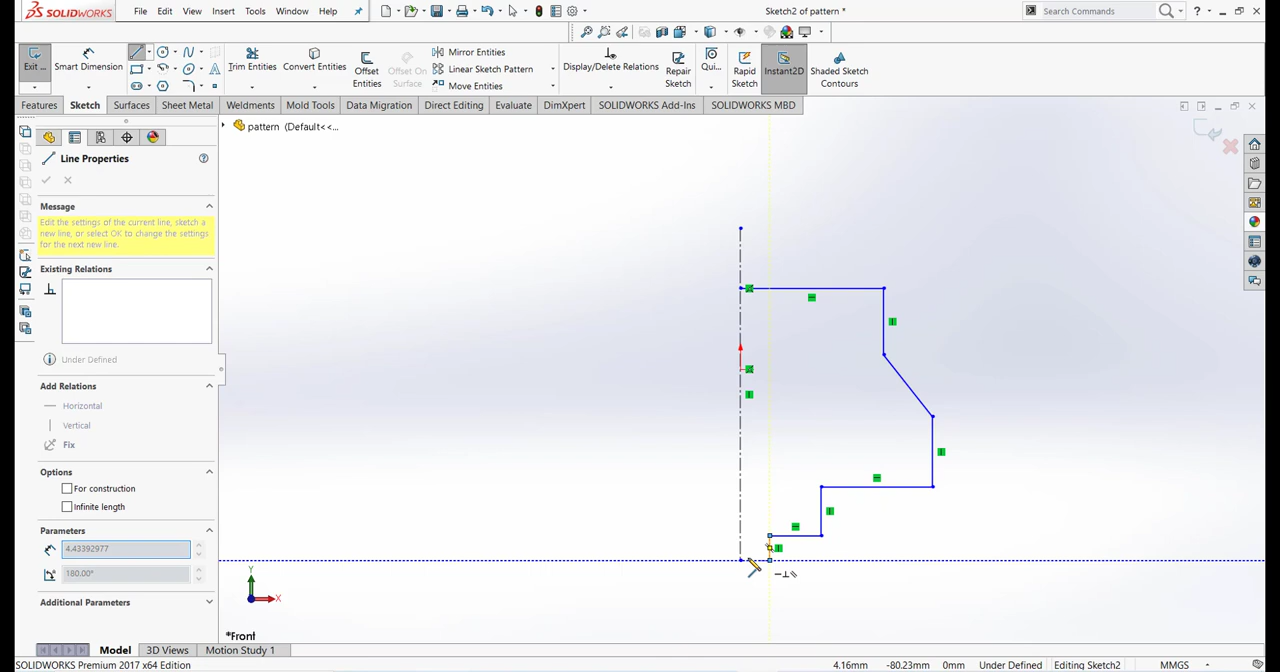 SOLIDWORKS
File Edit View Insert Tools Window Help
Sketch2 of pattern *
Search Commands
Exit ...
Smart Dimension
Trim Entities
Convert Entities
Offset Entities
Offset On Surface
Mirror Entities
Linear Sketch Pattern
Move Entities
Display/Delete Relations
Repair Sketch
Qui...
Rapid Sketch
Instant2D
Shaded Sketch Contours
Features Sketch Surfaces Sheet Metal Weldments Mold Tools Data Migration Direct Editing Evaluate DimXpert SOLIDWORKS Add-Ins SOLIDWORKS MBD
pattern (Default<<...
Line Properties
Message
Edit the settings of the current line, sketch a
new line, or select OK to change the settings
for the next new line.
Existing Relations
Under Defined
Add Relations
Horizontal
Vertical
Fix
Options
For construction
Infinite length
Parameters
4.43392977
180.00°
Additional Parameters
Y
X
*Front
Model 3D Views Motion Study 1
SOLIDWORKS Premium 2017 x64 Edition
4.16mm -80.23mm 0mm Under Defined Editing Sketch2 MMGS